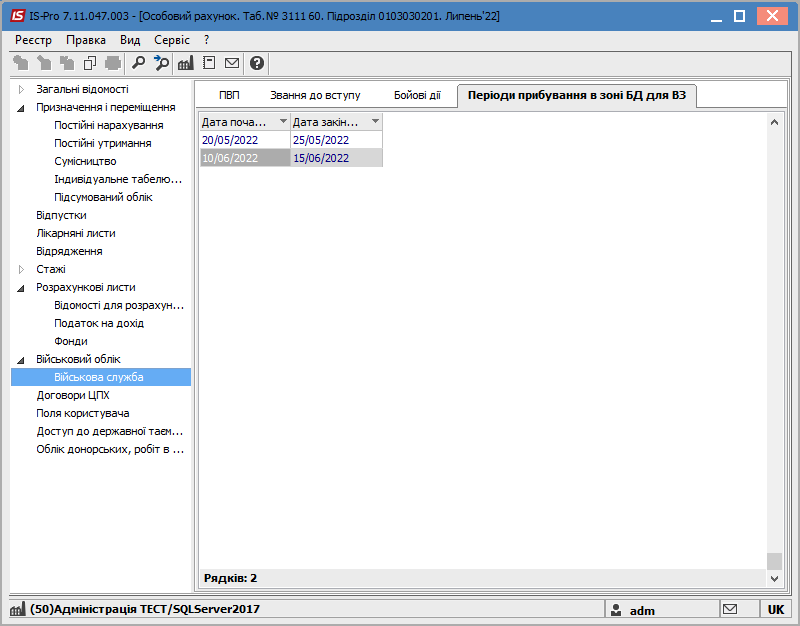 IS-Pro 7.11.047.003 - [Особовий рахунок. Таб.№ 3111 60. Підрозділ 0103030201. Липень'22]
Реєстр Правка Вид Сервіс ?
Загальні відомості
Призначення і переміщення
Постійні нарахування
Постійні утримання
Сумісництво
Індивідуальне табелю...
Підсумований облік
Відпустки
Лікарняні листи
Відрядження
Стажі
Розрахункові листи
Відомості для розрахун...
Податок на дохід
Фонди
Військовий облік
Військова служба
Договори ЦПХ
Поля користувача
Доступ до державної таєм...
Облік донорських, робіт в ...
ПВП Звання до вступу Бойові дії Періоди прибування в зоні БД для ВЗ
Дата поча... Дата закін...
20/05/2022 25/05/2022
10/06/2022 15/06/2022
Рядків: 2
(50)Адміністрація ТЕСТ/SQLServer2017 adm UK